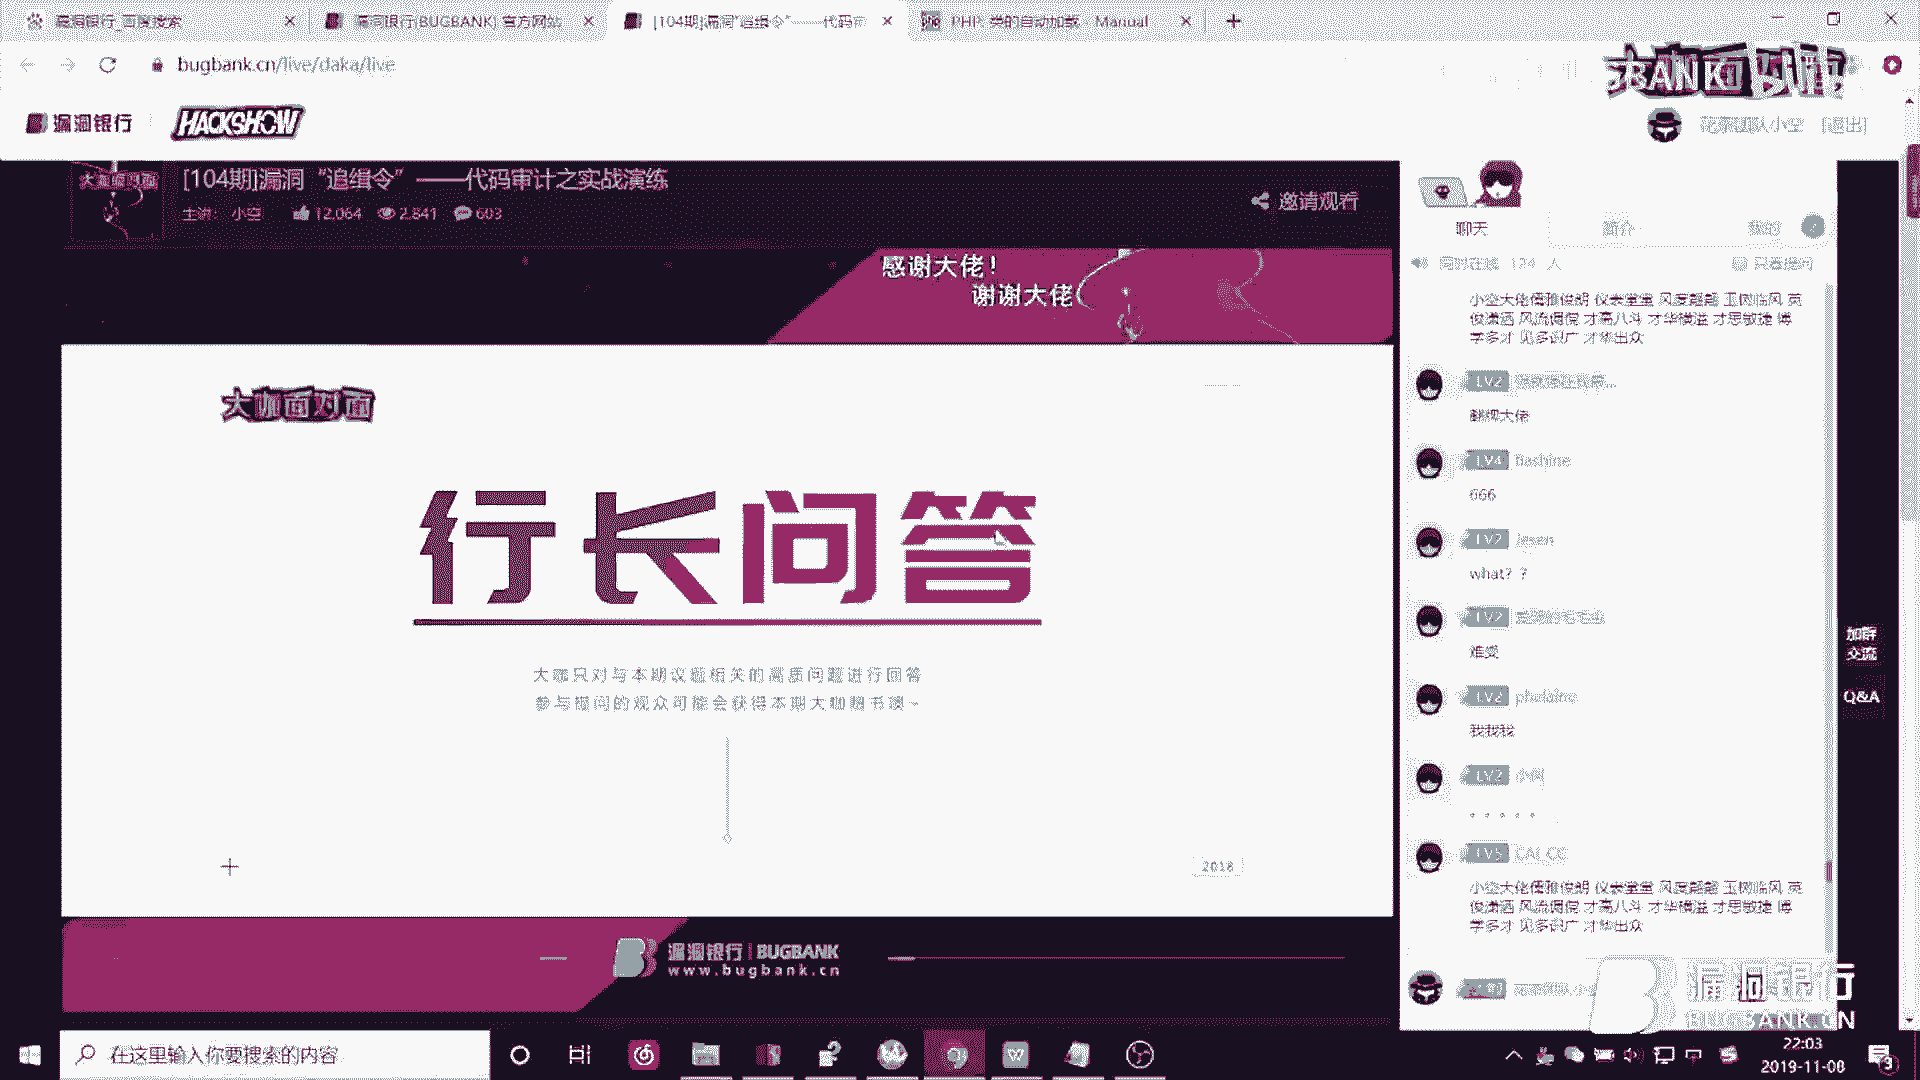 漏洞银行_百度搜索
漏洞银行(BUGBANK) 官方网站
[104期]漏洞“追缉令”——代码审
PHP: 类的自动加载 - Manual
bugbank.cn/live/daka/live
大咖面对面
漏洞银行
HACKSHOW
[退出]
大咖面对面
[104期]漏洞“追缉令”——代码审计之实战演练
主讲: 小空
12,064
2,841
603
邀请观看
聊天
简介
我的
同时在线 124 人
只看提问
感谢大佬!
谢谢大佬
小空大佬儒雅俊朗 仪表堂堂 风度翩翩 玉树临风 英
俊潇洒 风流倜傥 才高八斗 才华横溢 才思敏捷 博
学多才 见多识广 才华出众
LV2
翻牌大佬
LV4
666
LV2 Jesen
what? ?
LV2
难受
LV2
我我我
LV2
。。。。。
LV5 CAI_CC
小空大佬儒雅俊朗 仪表堂堂 风度翩翩 玉树临风 英
俊潇洒 风流倜傥 才高八斗 才华横溢 才思敏捷 博
学多才 见多识广 才华出众
大咖面对面
行长问答
大咖只对与本期议题相关的高质问题进行回答
参与提问的观众可能会获得本期大咖赠书噢~
2018
加群
交流
Q&A
漏洞银行 | BUGBANK
www.bugbank.cn
漏洞银行
BUGBANK.CN
在这里输入你要搜索的内容
22:03
2019-11-08
3